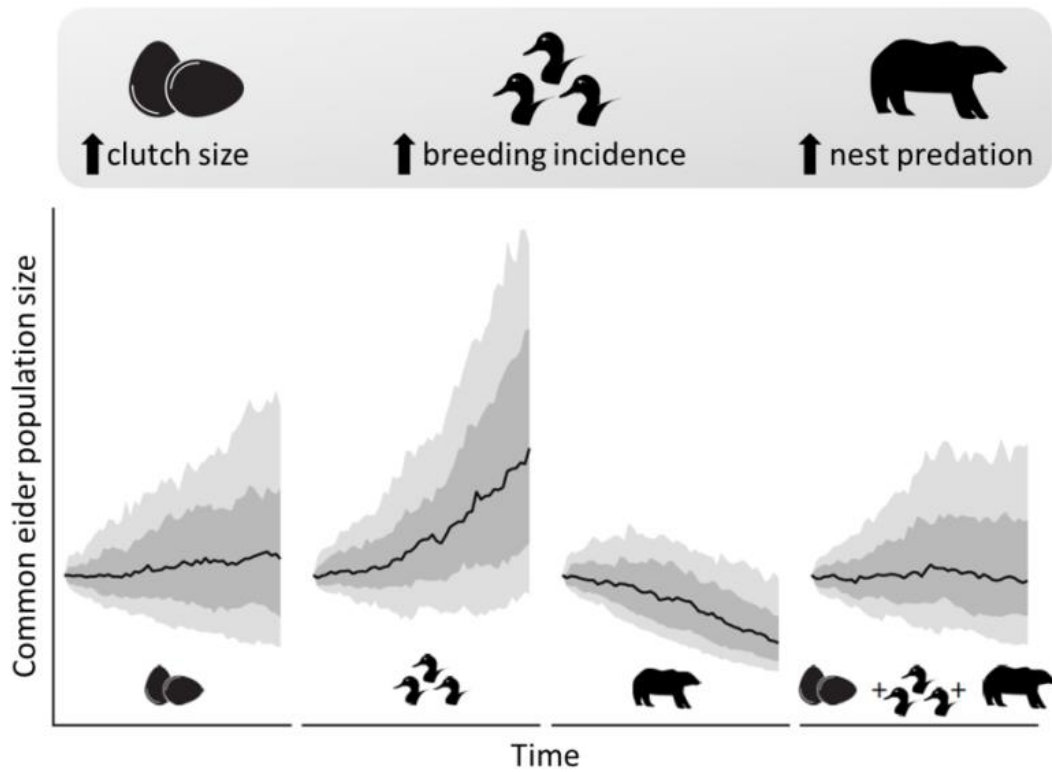 clutch size
breeding incidence
nest predation
Common eider population size
+ +
Time